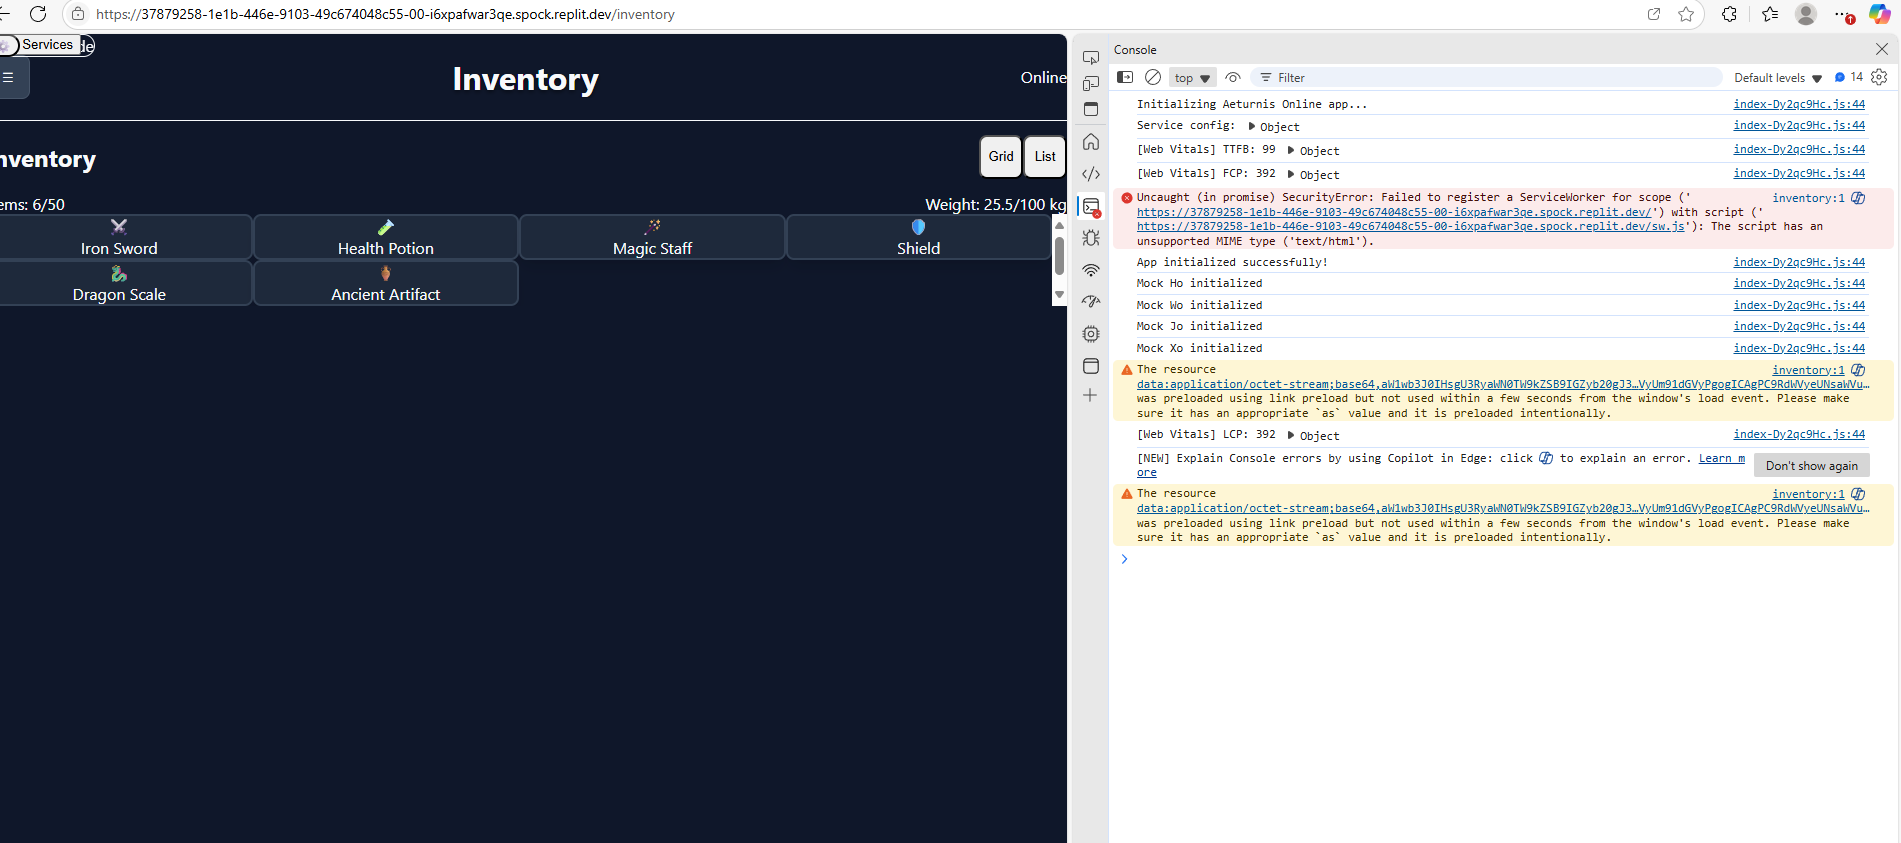 https://37879258-1e1b-446e-9103-49c674048c55-00-i6xpafwar3qe.spock.replit.dev/inventory
Services de
☰
Inventory
Online
nventory
Grid
List
ems: 6/50
Weight: 25.5/100 kg
Iron Sword
Health Potion
Magic Staff
Shield
Dragon Scale
Ancient Artifact
Console
top
Filter
Default levels
14
Initializing Aeturnis Online app... index-Dy2qc9Hc.js:44
Service config: ▶ Object index-Dy2qc9Hc.js:44
[Web Vitals] TTFB: 99 ▶ Object index-Dy2qc9Hc.js:44
[Web Vitals] FCP: 392 ▶ Object index-Dy2qc9Hc.js:44
Uncaught (in promise) SecurityError: Failed to register a ServiceWorker for scope (' inventory:1
https://37879258-1e1b-446e-9103-49c674048c55-00-i6xpafwar3qe.spock.replit.dev/') with script ('
https://37879258-1e1b-446e-9103-49c674048c55-00-i6xpafwar3qe.spock.replit.dev/sw.js'): The script has an
unsupported MIME type ('text/html').
App initialized successfully! index-Dy2qc9Hc.js:44
Mock Ho initialized index-Dy2qc9Hc.js:44
Mock Wo initialized index-Dy2qc9Hc.js:44
Mock Jo initialized index-Dy2qc9Hc.js:44
Mock Xo initialized index-Dy2qc9Hc.js:44
The resource inventory:1
data:application/octet-stream;base64,aW1wb3J0IHsgU3RyaWN0TW9kZSB9IGZyb20gJ3…VyUm91dGVyPgogICAgPC9RdWVyeUNsaWVu…
was preloaded using link preload but not used within a few seconds from the window's load event. Please make
sure it has an appropriate `as` value and it is preloaded intentionally.
[Web Vitals] LCP: 392 ▶ Object index-Dy2qc9Hc.js:44
[NEW] Explain Console errors by using Copilot in Edge: click to explain an error. Learn m
ore
Don't show again
The resource inventory:1
data:application/octet-stream;base64,aW1wb3J0IHsgU3RyaWN0TW9kZSB9IGZyb20gJ3…VyUm91dGVyPgogICAgPC9RdWVyeUNsaWVu…
was preloaded using link preload but not used within a few seconds from the window's load event. Please make
sure it has an appropriate `as` value and it is preloaded intentionally.